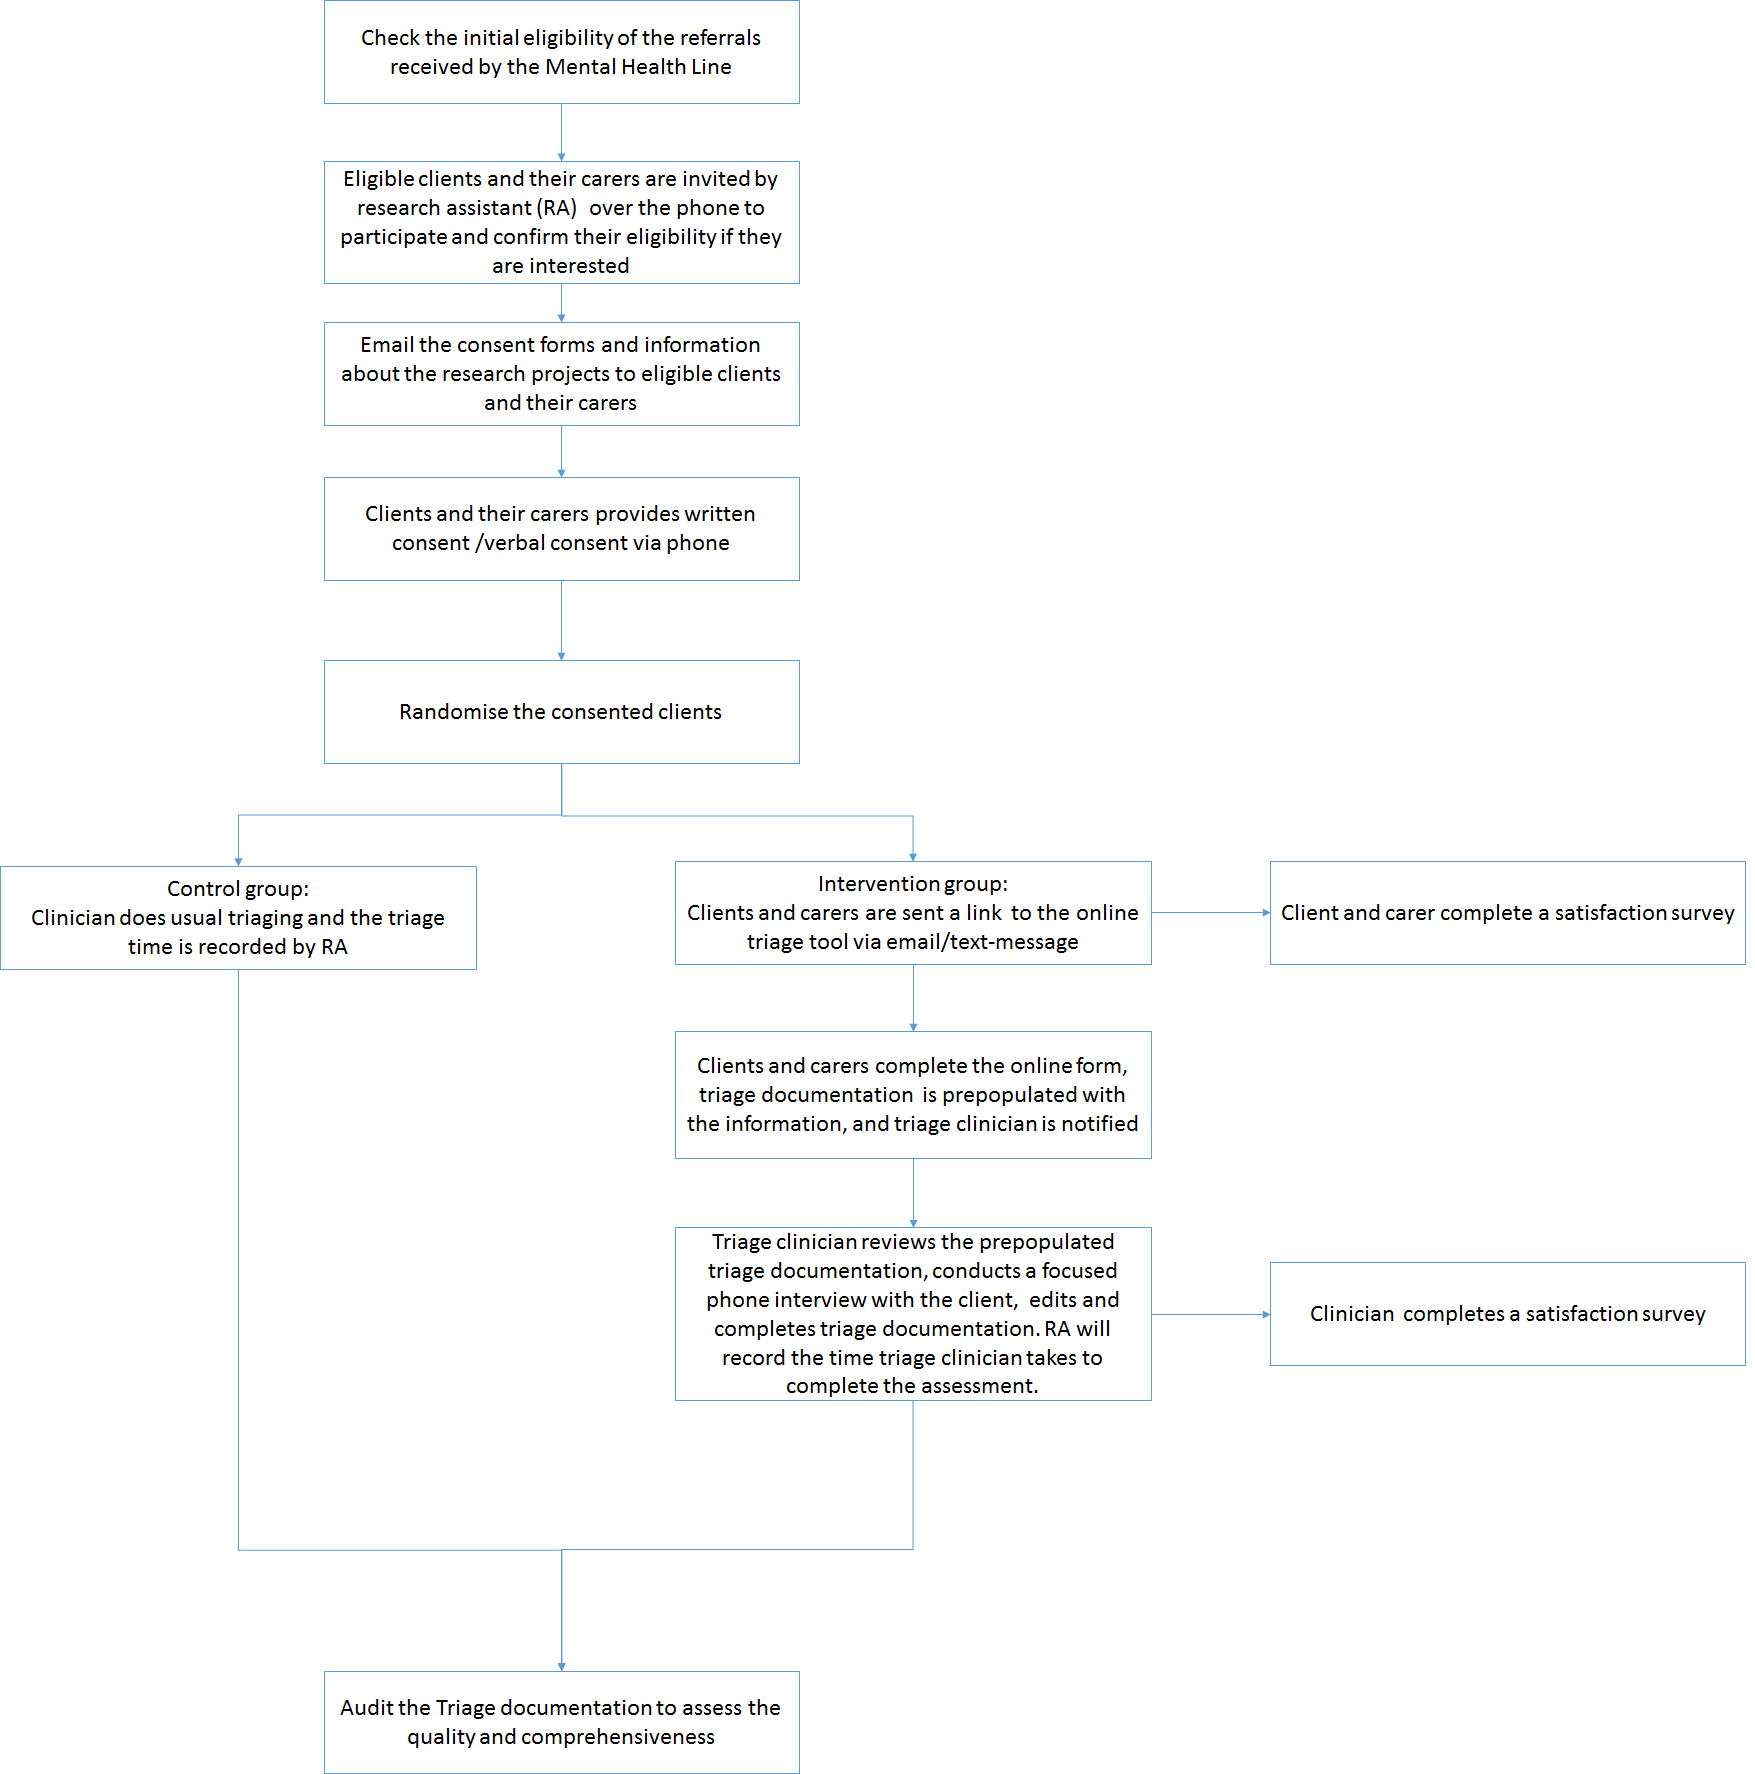 Check the initial eligibility of the referrals
received by the Mental Health Line
Eligible clients and their carers are invited by
research assistant (RA) over the phone to
participate and confirm their eligibility if they
are interested
Email the consent forms and information
about the research projects to eligible clients
and their carers
Clients and their carers provides written
consent /verbal consent via phone
Randomise the consented clients
Control group:
Clinician does usual triaging and the triage
time is recorded by RA
Intervention group:
Clients and carers are sent a link to the online
triage tool via email/text-message
Client and carer complete a satisfaction survey
Clients and carers complete the online form,
triage documentation is prepopulated with
the information, and triage clinician is notified
Triage clinician reviews the prepopulated
triage documentation, conducts a focused
phone interview with the client, edits and
completes triage documentation. RA will
record the time triage clinician takes to
complete the assessment.
Clinician completes a satisfaction survey
Audit the Triage documentation to assess the
quality and comprehensiveness